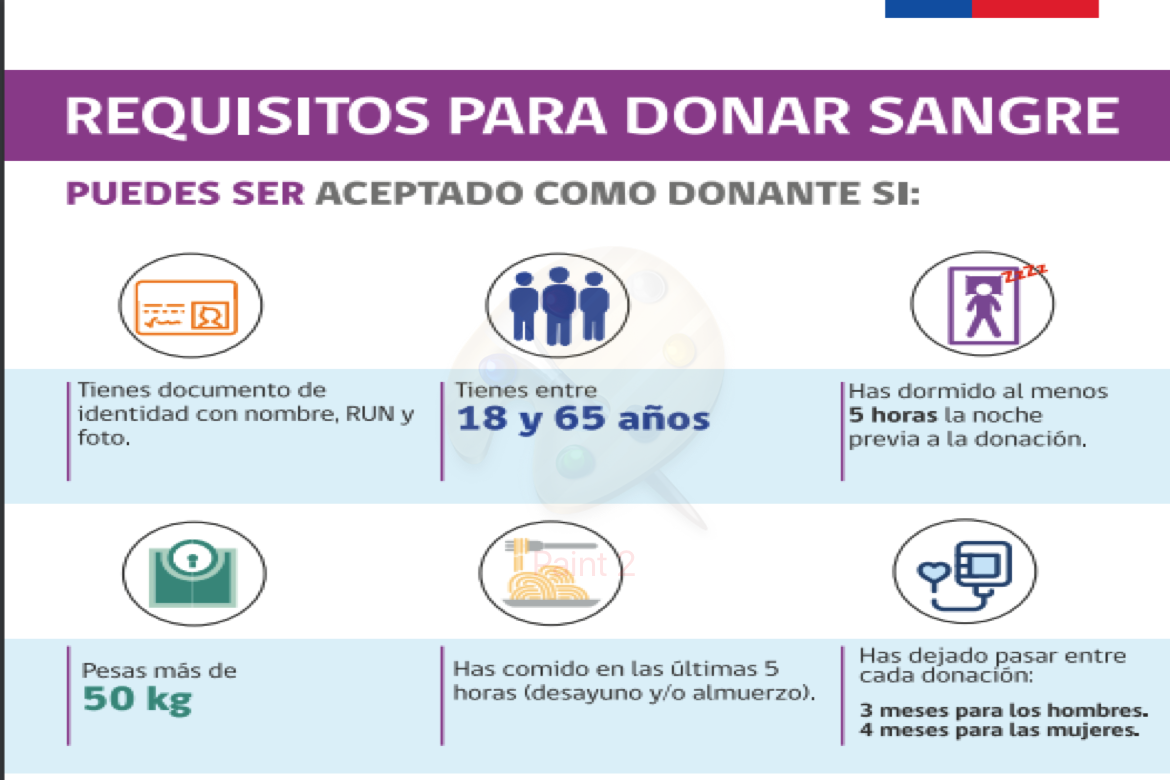 REQUISITOS PARA DONAR SANGRE
PUEDES SER ACEPTADO COMO DONANTE SI:
zZzZz
Tienes documento de
identidad con nombre, RUN y
foto.
Tienes entre
18 y 65 años
Has dormido al menos
5 horas la noche
previa a la donación.
Paint 2
Pesas más de
50 kg
Has comido en las últimas 5
horas (desayuno y/o almuerzo).
Has dejado pasar entre
cada donación:
3 meses para los hombres.
4 meses para las mujeres.